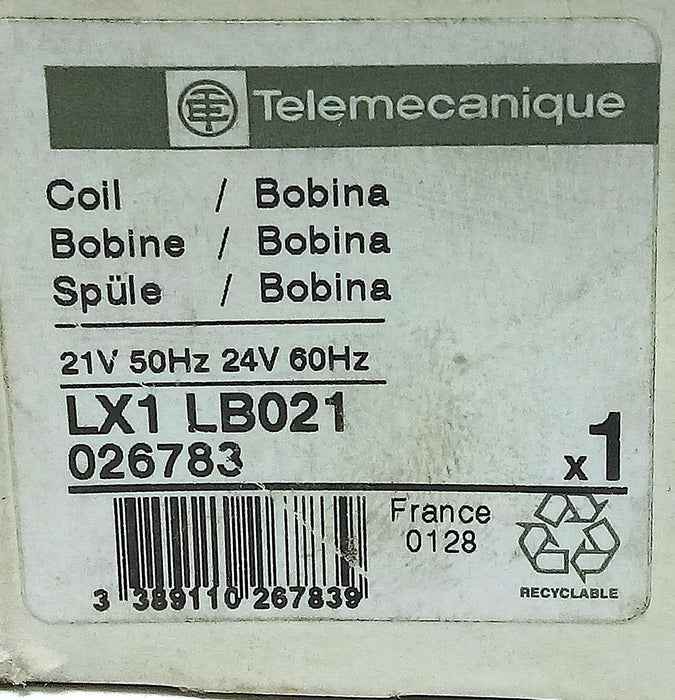 Telemecanique
Coil / Bobina
Bobine / Bobina
Spüle / Bobina
21V 50Hz 24V 60Hz
LX1 LB021
026783
x1
France
0128
RECYCLABLE
3 389110 267839